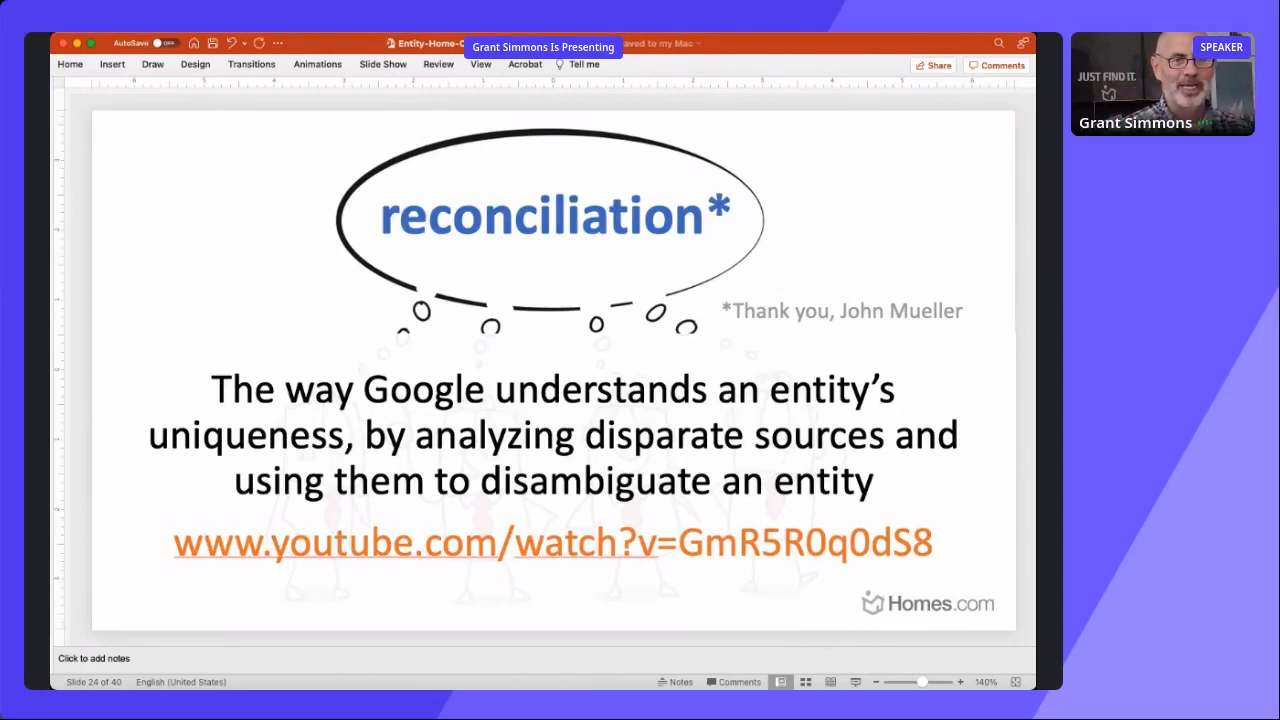 AutoSave OFF
Entity-Home-C
Grant Simmons Is Presenting
aved to my Mac
Home Insert Draw Design Transitions Animations Slide Show Review View Acrobat Tell me
Share Comments
reconciliation*
*Thank you, John Mueller
The way Google understands an entity’s
uniqueness, by analyzing disparate sources and
using them to disambiguate an entity
www.youtube.com/watch?v=GmR5R0q0dS8
Homes.com
Click to add notes
Slide 24 of 40 English (United States) Notes Comments 140%
SPEAKER
JUST FIND IT.
Grant Simmons